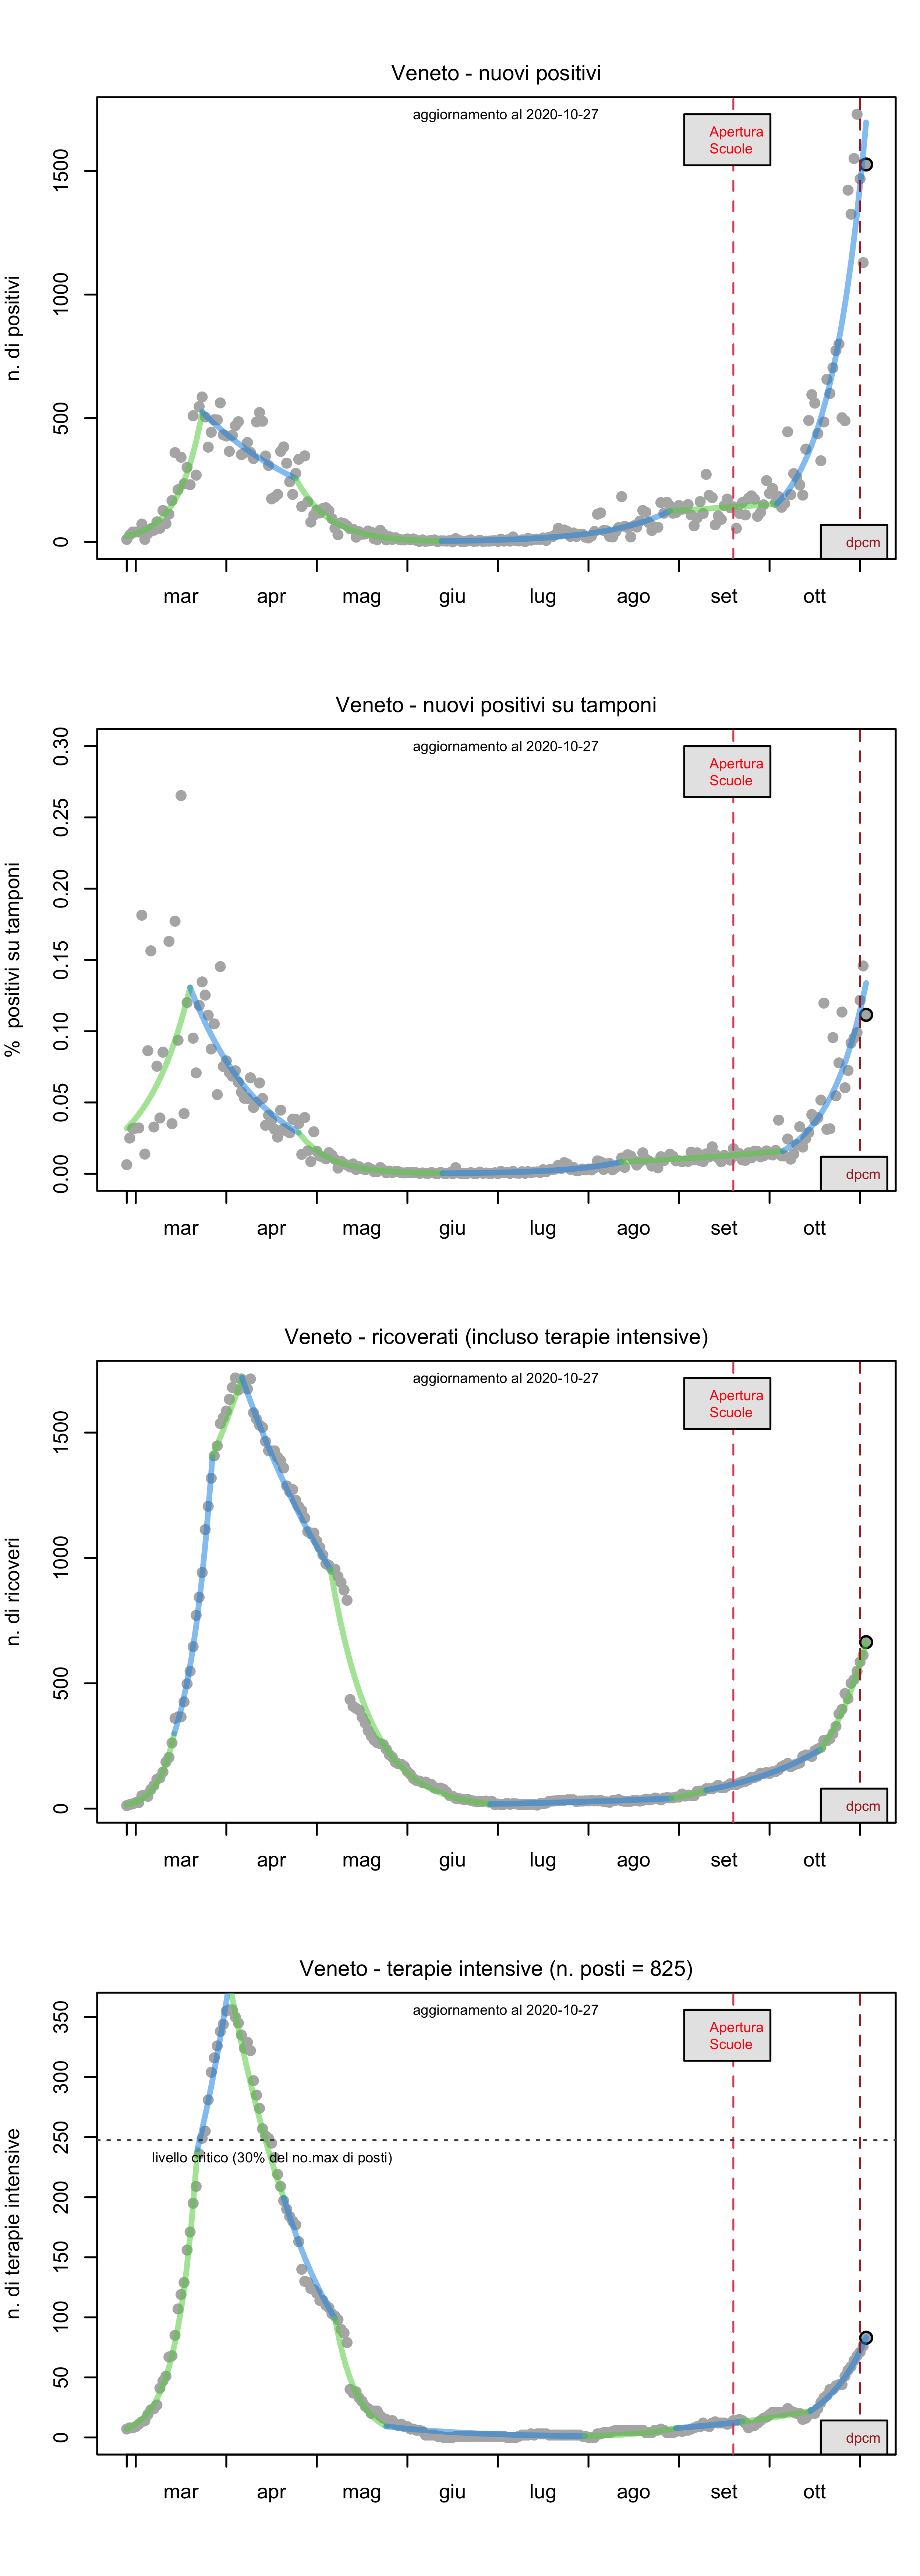 Veneto - nuovi positivi
aggiornamento al 2020-10-27
Apertura
Scuole
n. di positivi
1500
1000
500
0
dpcm
mar apr mag giu lug ago set ott
Veneto - nuovi positivi su tamponi
aggiornamento al 2020-10-27
Apertura
Scuole
% positivi su tamponi
0.30
0.25
0.20
0.15
0.10
0.05
0.00
dpcm
mar apr mag giu lug ago set ott
Veneto - ricoverati (incluso terapie intensive)
aggiornamento al 2020-10-27
Apertura
Scuole
n. di ricoveri
1500
1000
500
0
dpcm
mar apr mag giu lug ago set ott
Veneto - terapie intensive (n. posti = 825)
aggiornamento al 2020-10-27
Apertura
Scuole
n. di terapie intensive
350
300
250
livello critico (30% del no.max di posti)
200
150
100
50
0
dpcm
mar apr mag giu lug ago set ott